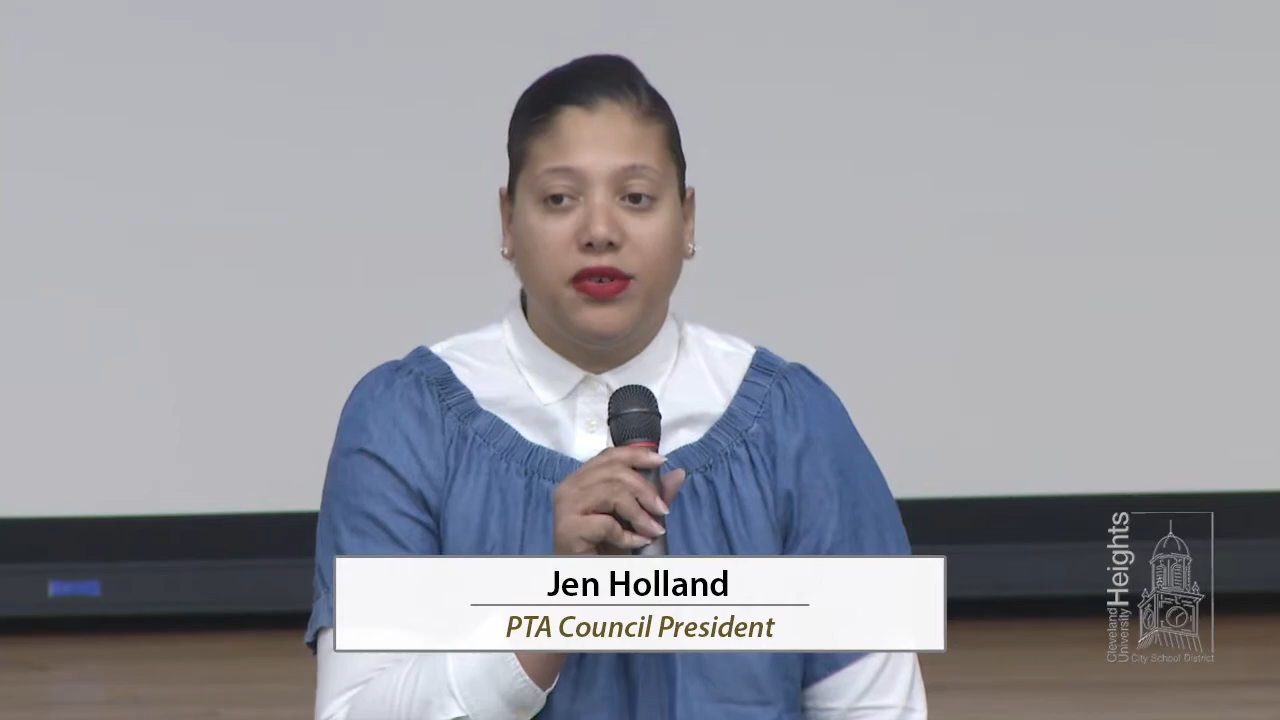 Jen Holland
PTA Council President
Cleveland
University
Heights
City School District